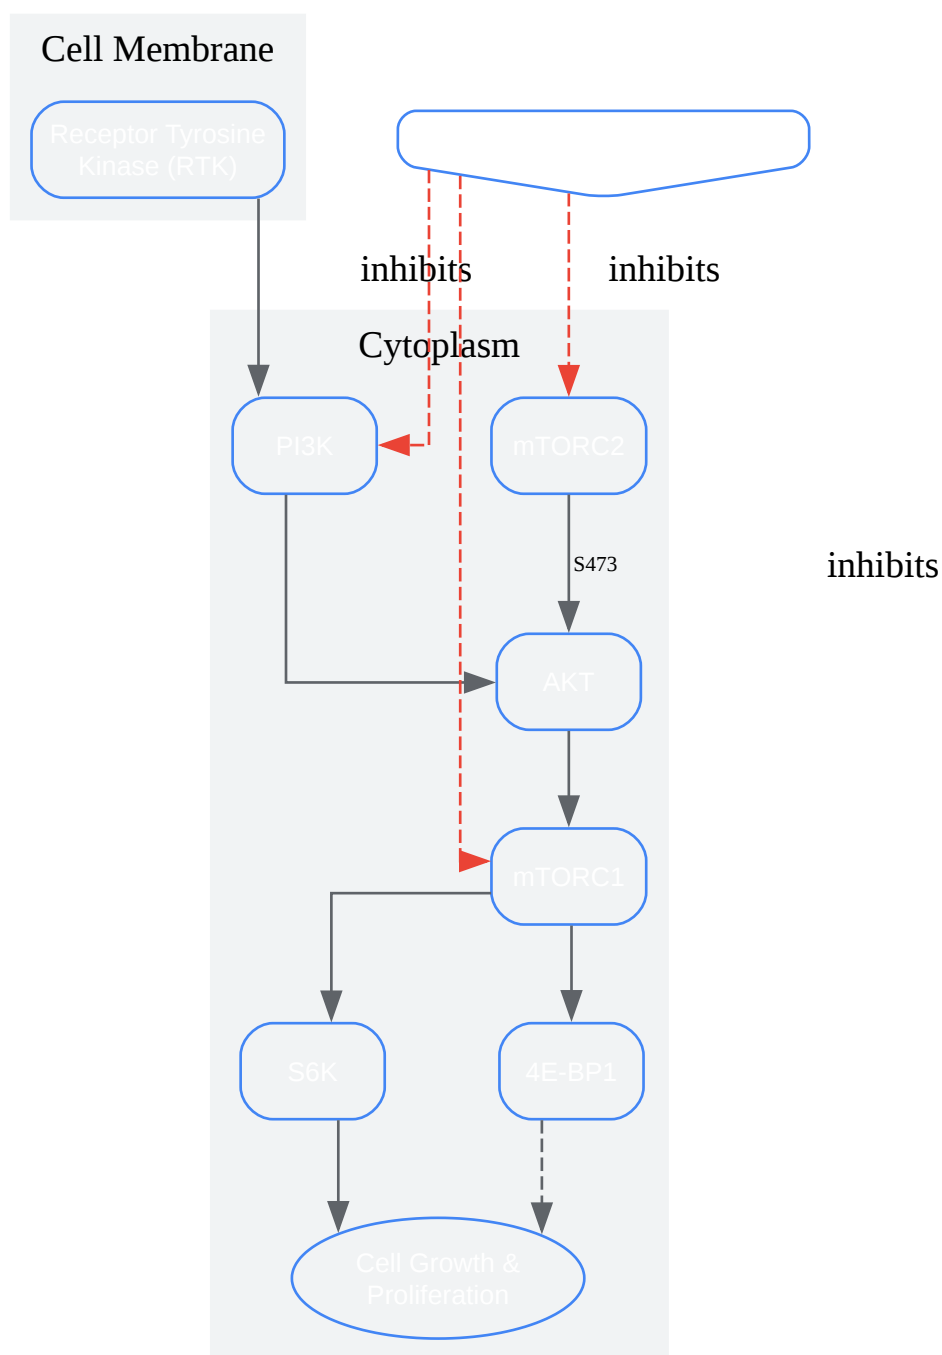 Cell Membrane
Receptor Tyrosine
Kinase (RTK)
inhibits
inhibits
Cytoplasm
PI3K
mTORC2
S473
inhibits
AKT
mTORC1
S6K
4E-BP1
Cell Growth &
Proliferation